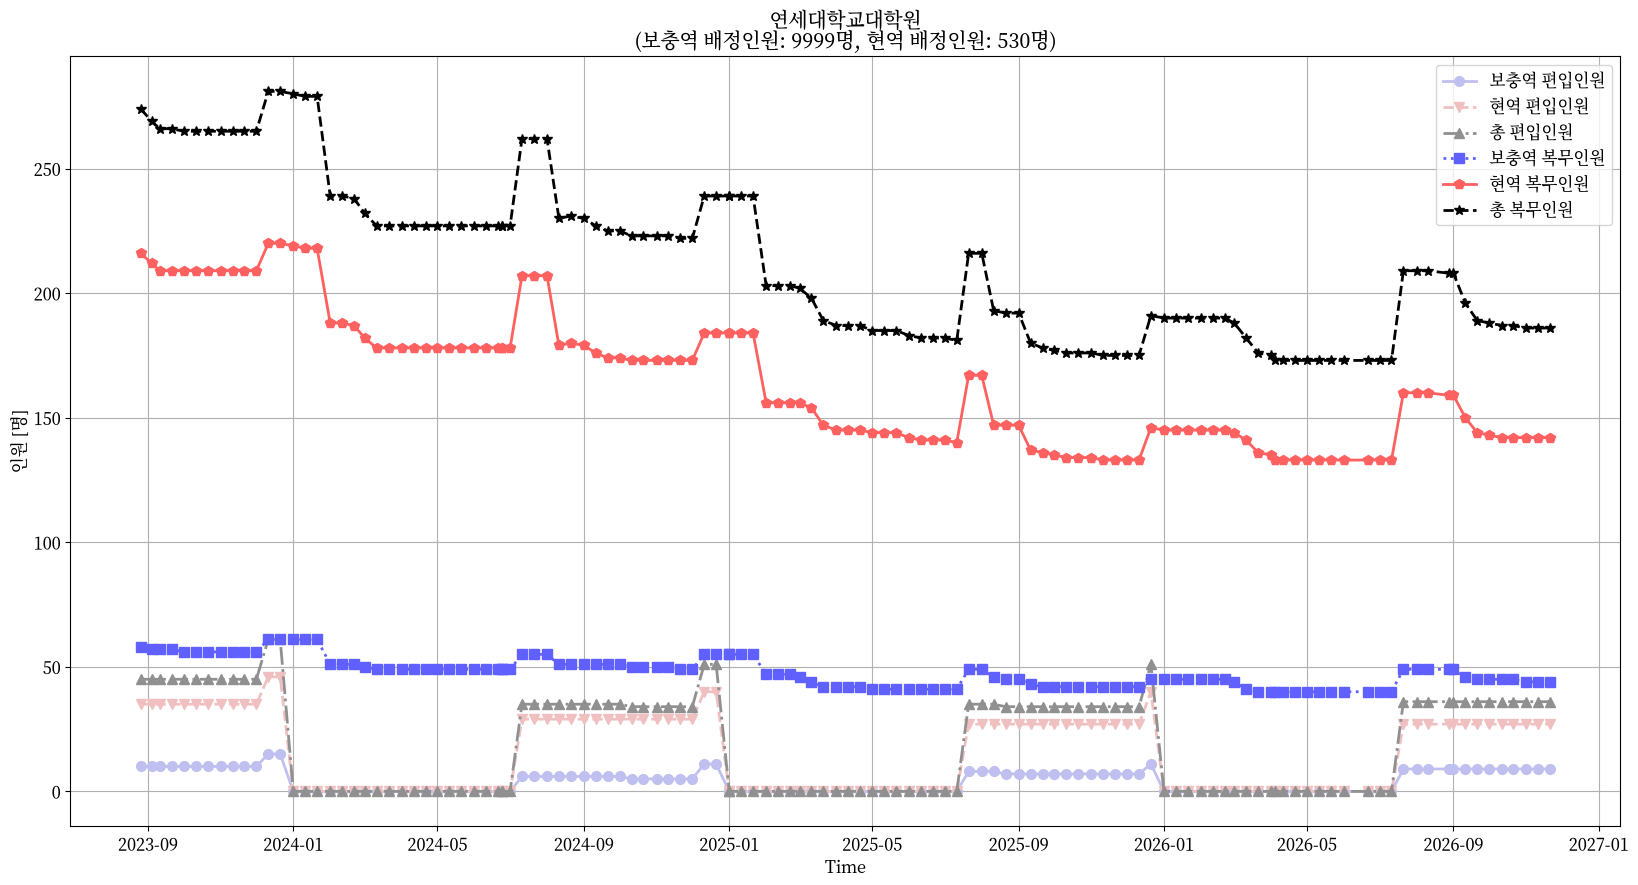 연세대학교대학원
(보충역 배정인원: 9999명, 현역 배정인원: 530명)
보충역 편입인원
현역 편입인원
총 편입인원
보충역 복무인원
현역 복무인원
총 복무인원
인원 [명]
250
200
150
100
50
0
2023-09
2024-01
2024-05
2024-09
2025-01
2025-05
2025-09
2026-01
2026-05
2026-09
2027-01
Time